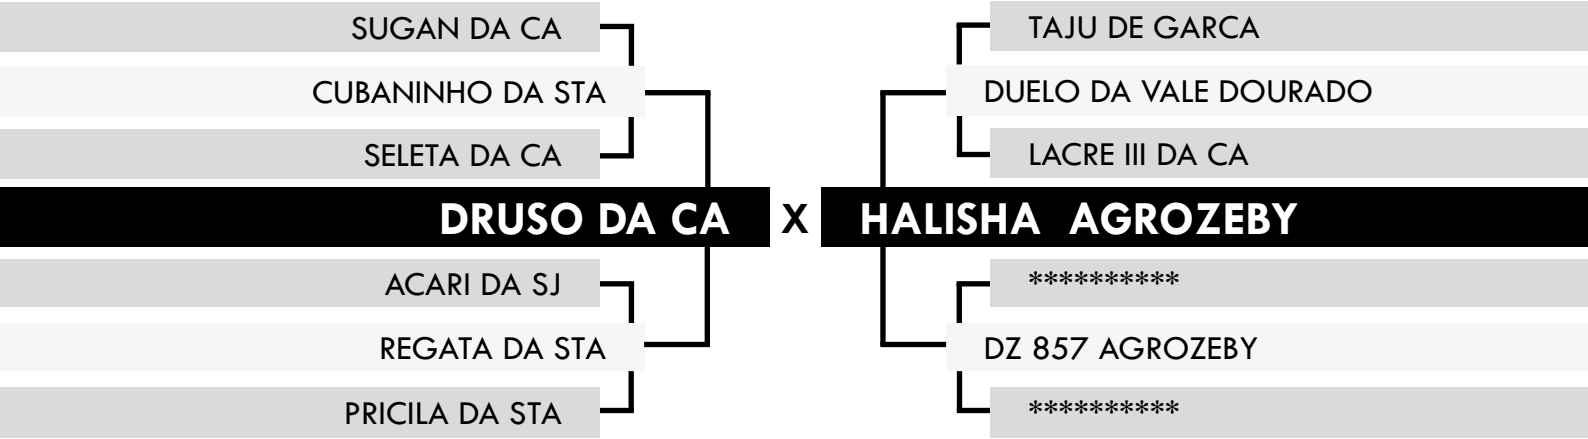 SUGAN DA CA TAJU DE GARCA
CUBANINHO DA STA DUELO DA VALE DOURADO
SELETA DA CA LACRE III DA CA
DRUSO DA CA X HALISHA AGROZEBY
ACARI DA SJ **********
REGATA DA STA DZ 857 AGROZEBY
PRICILA DA STA **********